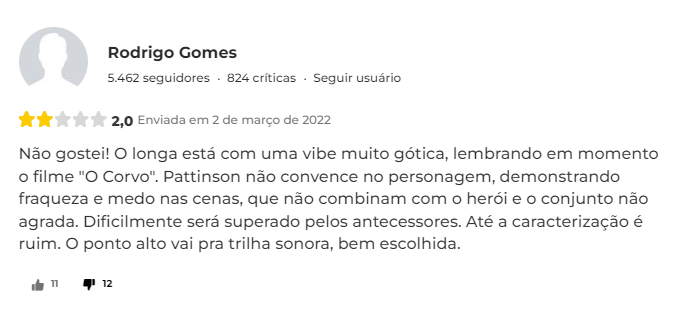 Rodrigo Gomes
5.462 seguidores · 824 críticas · Seguir usuário
2,0 Enviada em 2 de março de 2022
Não gostei! O longa está com uma vibe muito gótica, lembrando em momento
o filme "O Corvo". Pattinson não convence no personagem, demonstrando
fraqueza e medo nas cenas, que não combinam com o herói e o conjunto não
agrada. Dificilmente será superado pelos antecessores. Até a caracterização é
ruim. O ponto alto vai pra trilha sonora, bem escolhida.
11 12